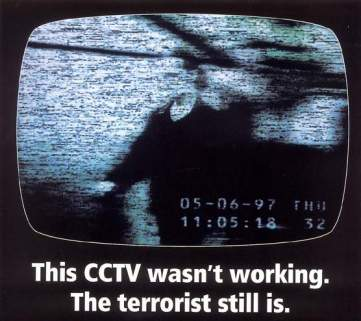 05-06-97 THU
11:05:18 32
This CCTV wasn't working.
The terrorist still is.